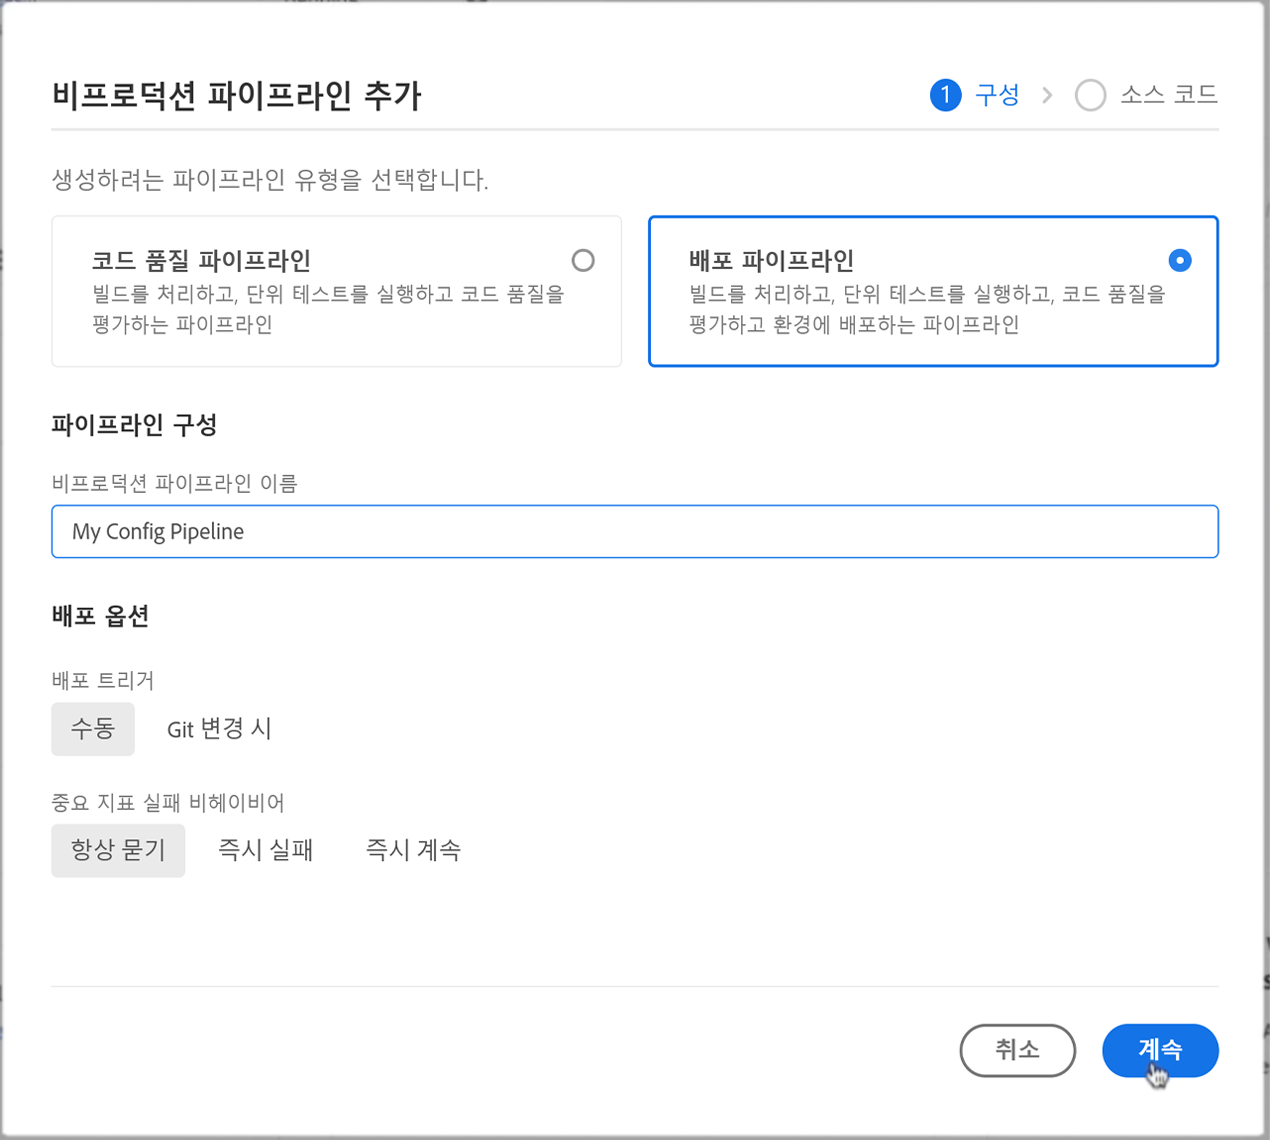 비프로덕션 파이프라인 추가
1 구성 > 소스 코드
생성하려는 파이프라인 유형을 선택합니다.
코드 품질 파이프라인
빌드를 처리하고, 단위 테스트를 실행하고 코드 품질을
평가하는 파이프라인
배포 파이프라인
빌드를 처리하고, 단위 테스트를 실행하고, 코드 품질을
평가하고 환경에 배포하는 파이프라인
파이프라인 구성
비프로덕션 파이프라인 이름
My Config Pipeline
배포 옵션
배포 트리거
수동 Git 변경 시
중요 지표 실패 비헤이비어
항상 묻기 즉시 실패 즉시 계속
취소 계속